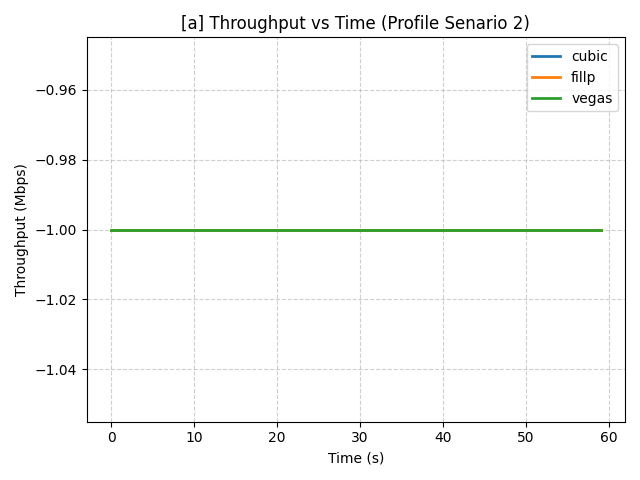 [a] Throughput vs Time (Profile Senario 2)
cubic
fillp
vegas
Throughput (Mbps)
−0.96
−0.98
−1.00
−1.02
−1.04
0 10 20 30 40 50 60
Time (s)